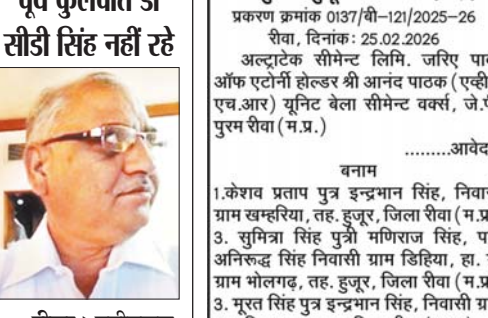 पूर्व कुलपति डॉ
सीडी सिंह नहीं रहे
प्रकरण क्रमांक 0137/बी-121/2025-26
रीवा, दिनांक: 25.02.2026
अल्ट्राटेक सीमेन्ट लिमि. जरिए
ऑफ एटोर्नी होल्डर श्री आनंद पाठक (एव्ही
एच.आर) यूनिट बेला सीमेन्ट वर्क्स, जे.प
पुरम रीवा (म.प्र.)
.........आवेद
बनाम
1.केशव प्रताप पुत्र इन्द्रभान सिंह,
ग्राम खम्हरिया, तह. हुजूर, जिला रीवा (म.प्र
3. सुमित्रा सिंह पुत्री मणिराज सिंह,
अनिरूद्ध सिंह निवासी ग्राम डिहिया, हा.
ग्राम भोलगढ़, तह. हुजूर, जिला रीवा (म.प्र
3. मूरत सिंह पुत्र इन्द्रभान सिंह, निवासी